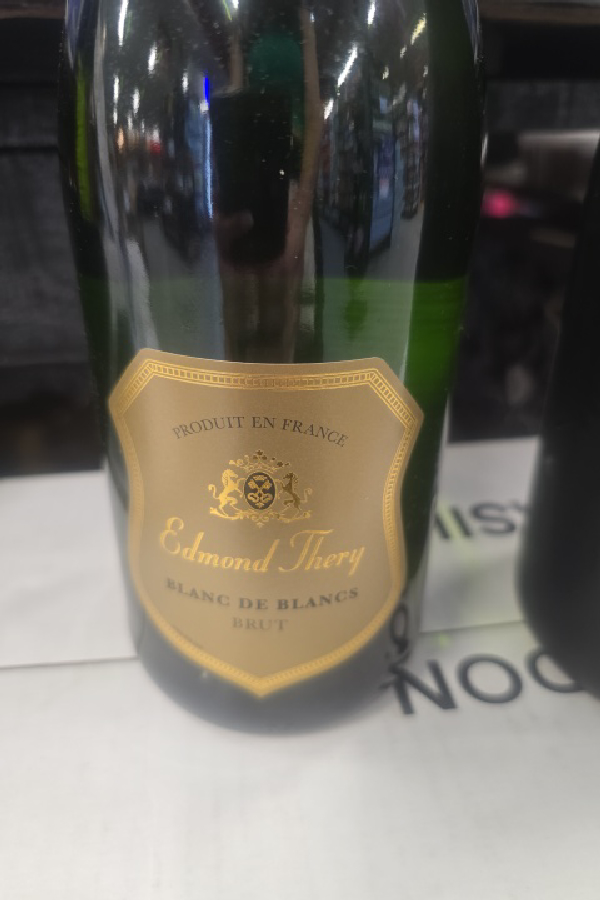 PRODUIT EN FRANCE
Edmond Thery
BLANC DE BLANCS
BRUT